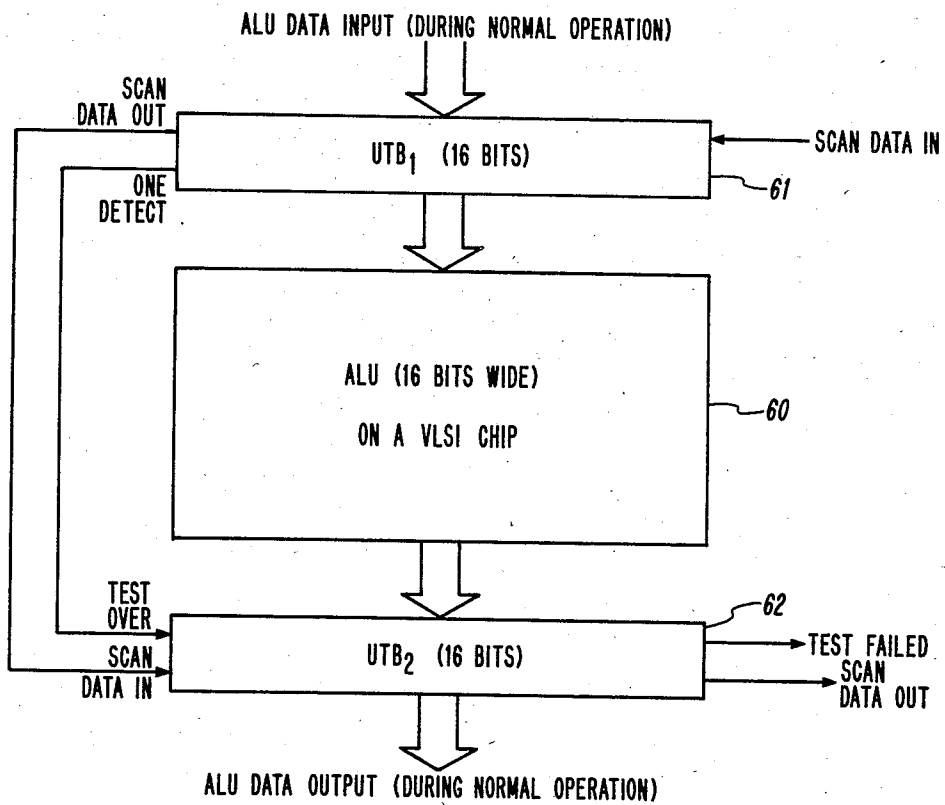 ALU DATA INPUT (DURING NORMAL OPERATION)
SCAN
DATA OUT
UTB1 (16 BITS)
SCAN DATA IN
61
ONE
DETECT
ALU (16 BITS WIDE)
ON A VLSI CHIP
60
TEST
OVER
62
UTB2 (16 BITS)
TEST FAILED
SCAN
DATA IN
SCAN
DATA OUT
ALU DATA OUTPUT (DURING NORMAL OPERATION)